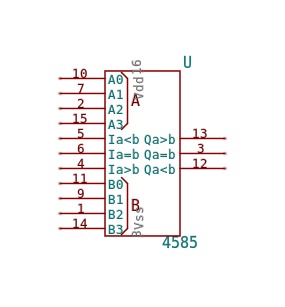 U
10 A0 Vdd 16
7 A1
2 A2 A
15 A3
5 Ia<b Qa>b 13
6 Ia=b Qa=b 3
4 Ia>b Qa<b 12
11 B0
9 B1
1 B2 B
14 B3 8 Vss
4585